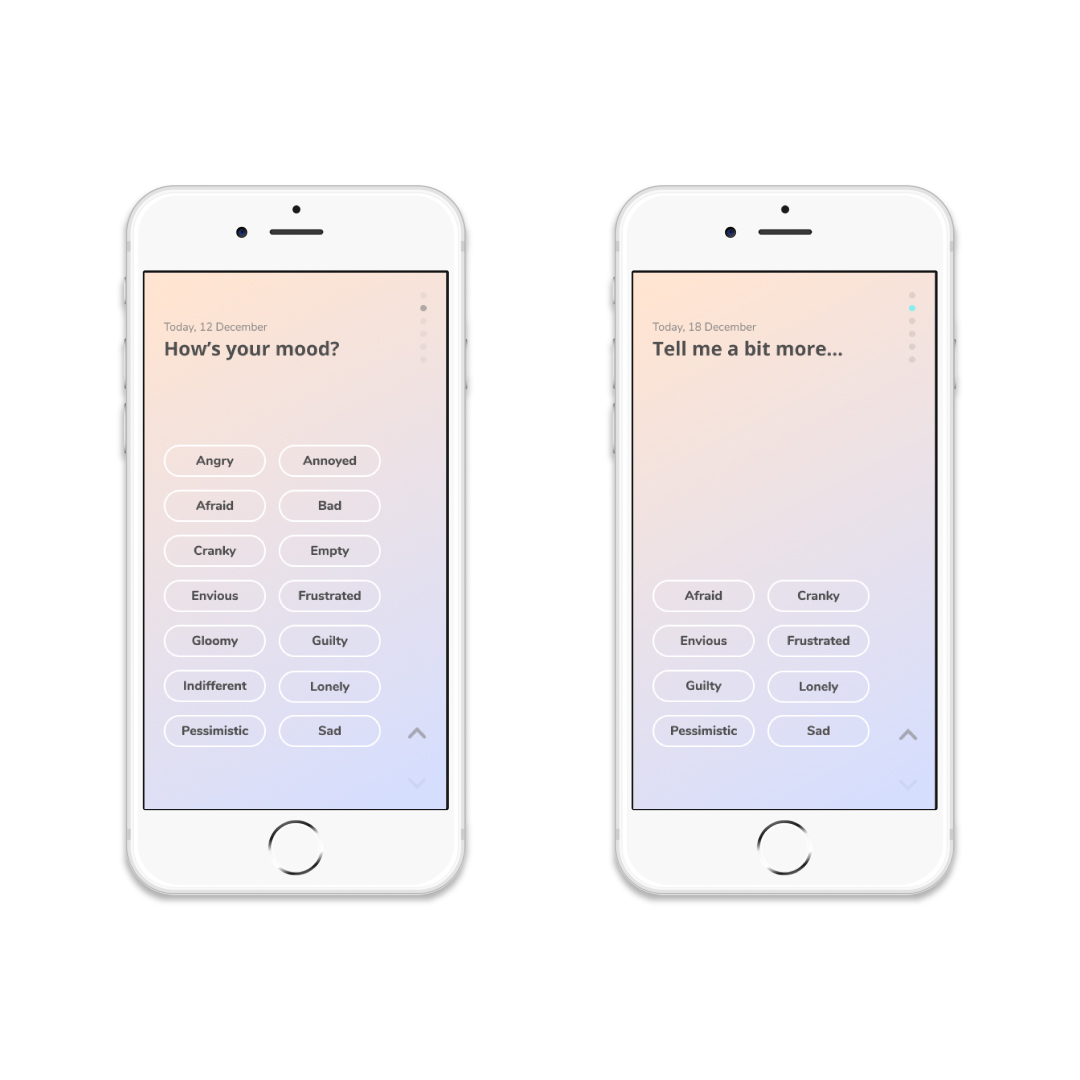 Today, 12 December
How’s your mood?
Angry Annoyed
Afraid Bad
Cranky Empty
Envious Frustrated
Gloomy Guilty
Indifferent Lonely
Pessimistic Sad
Today, 18 December
Tell me a bit more...
Afraid Cranky
Envious Frustrated
Guilty Lonely
Pessimistic Sad